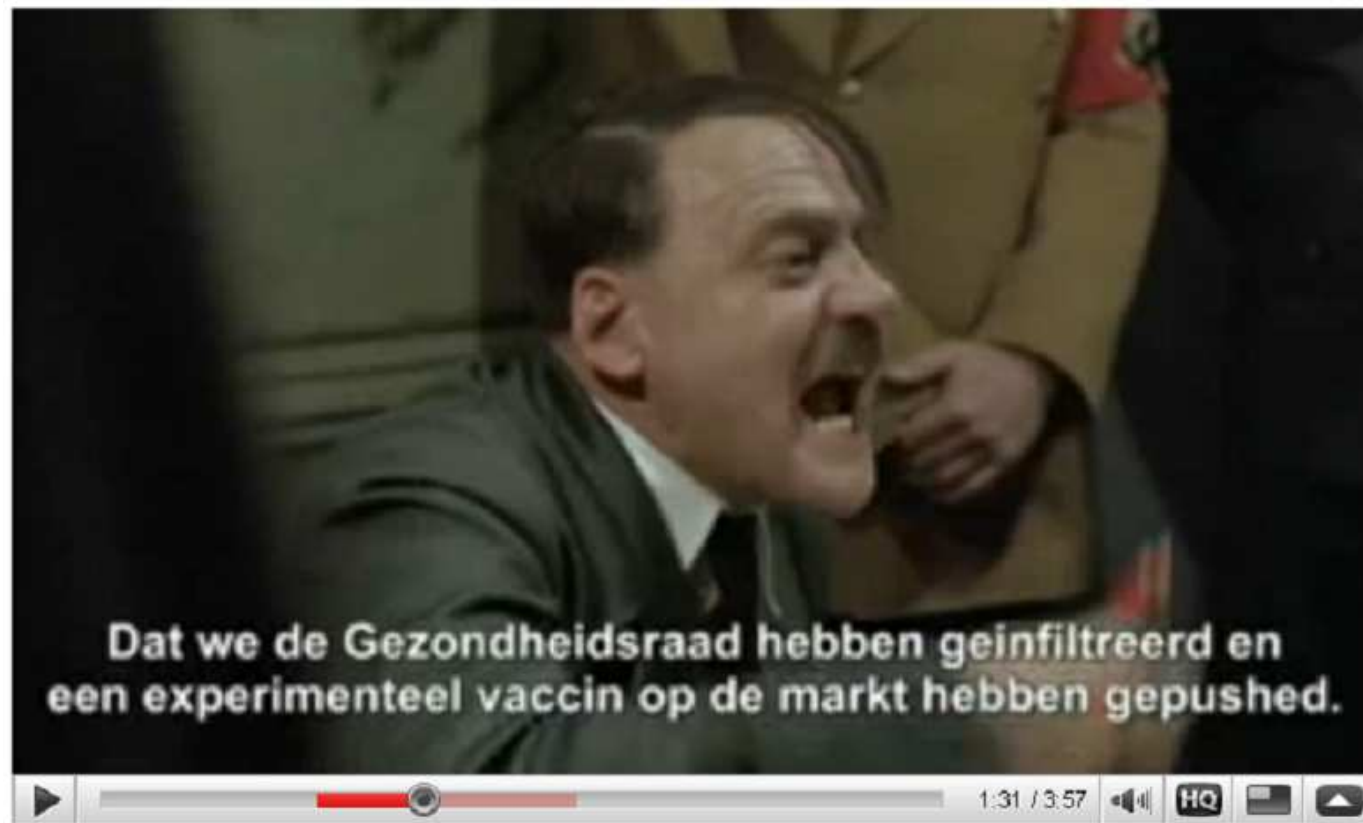 Dat we de Gezondheidsraad hebben geinfiltreerd en
een experimenteel vaccin op de markt hebben gepushed.
1:31 / 3:57
HQ